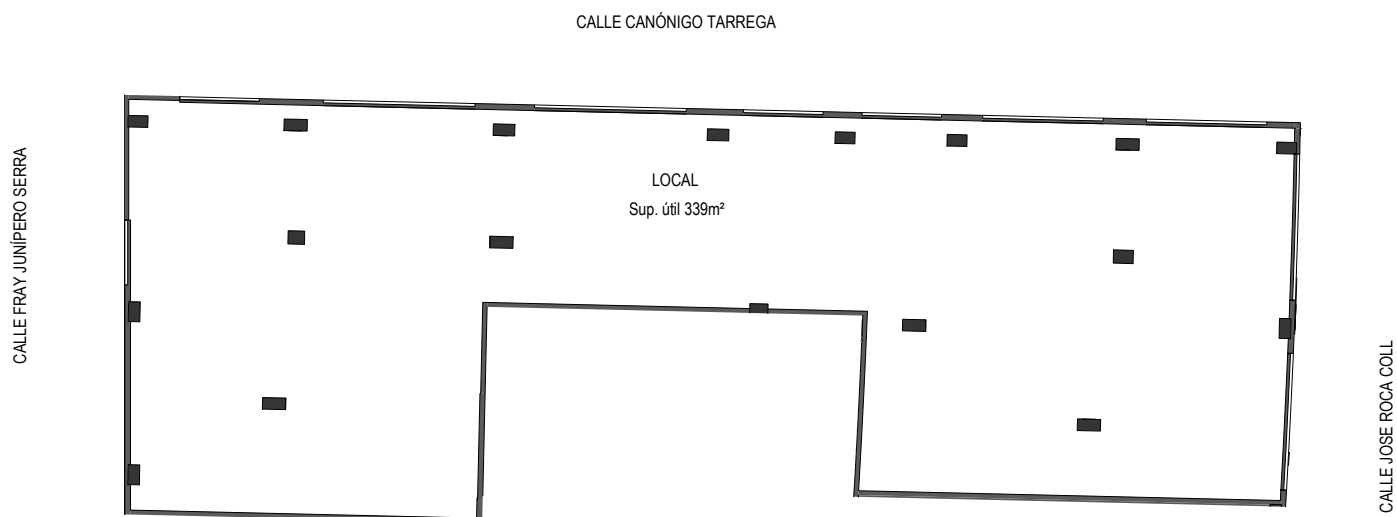 CALLE CANÓNIGO TARREGA
CALLE FRAY JUNÍPERO SERRA
LOCAL
Sup. útil 339m²
CALLE JOSE ROCA COLL